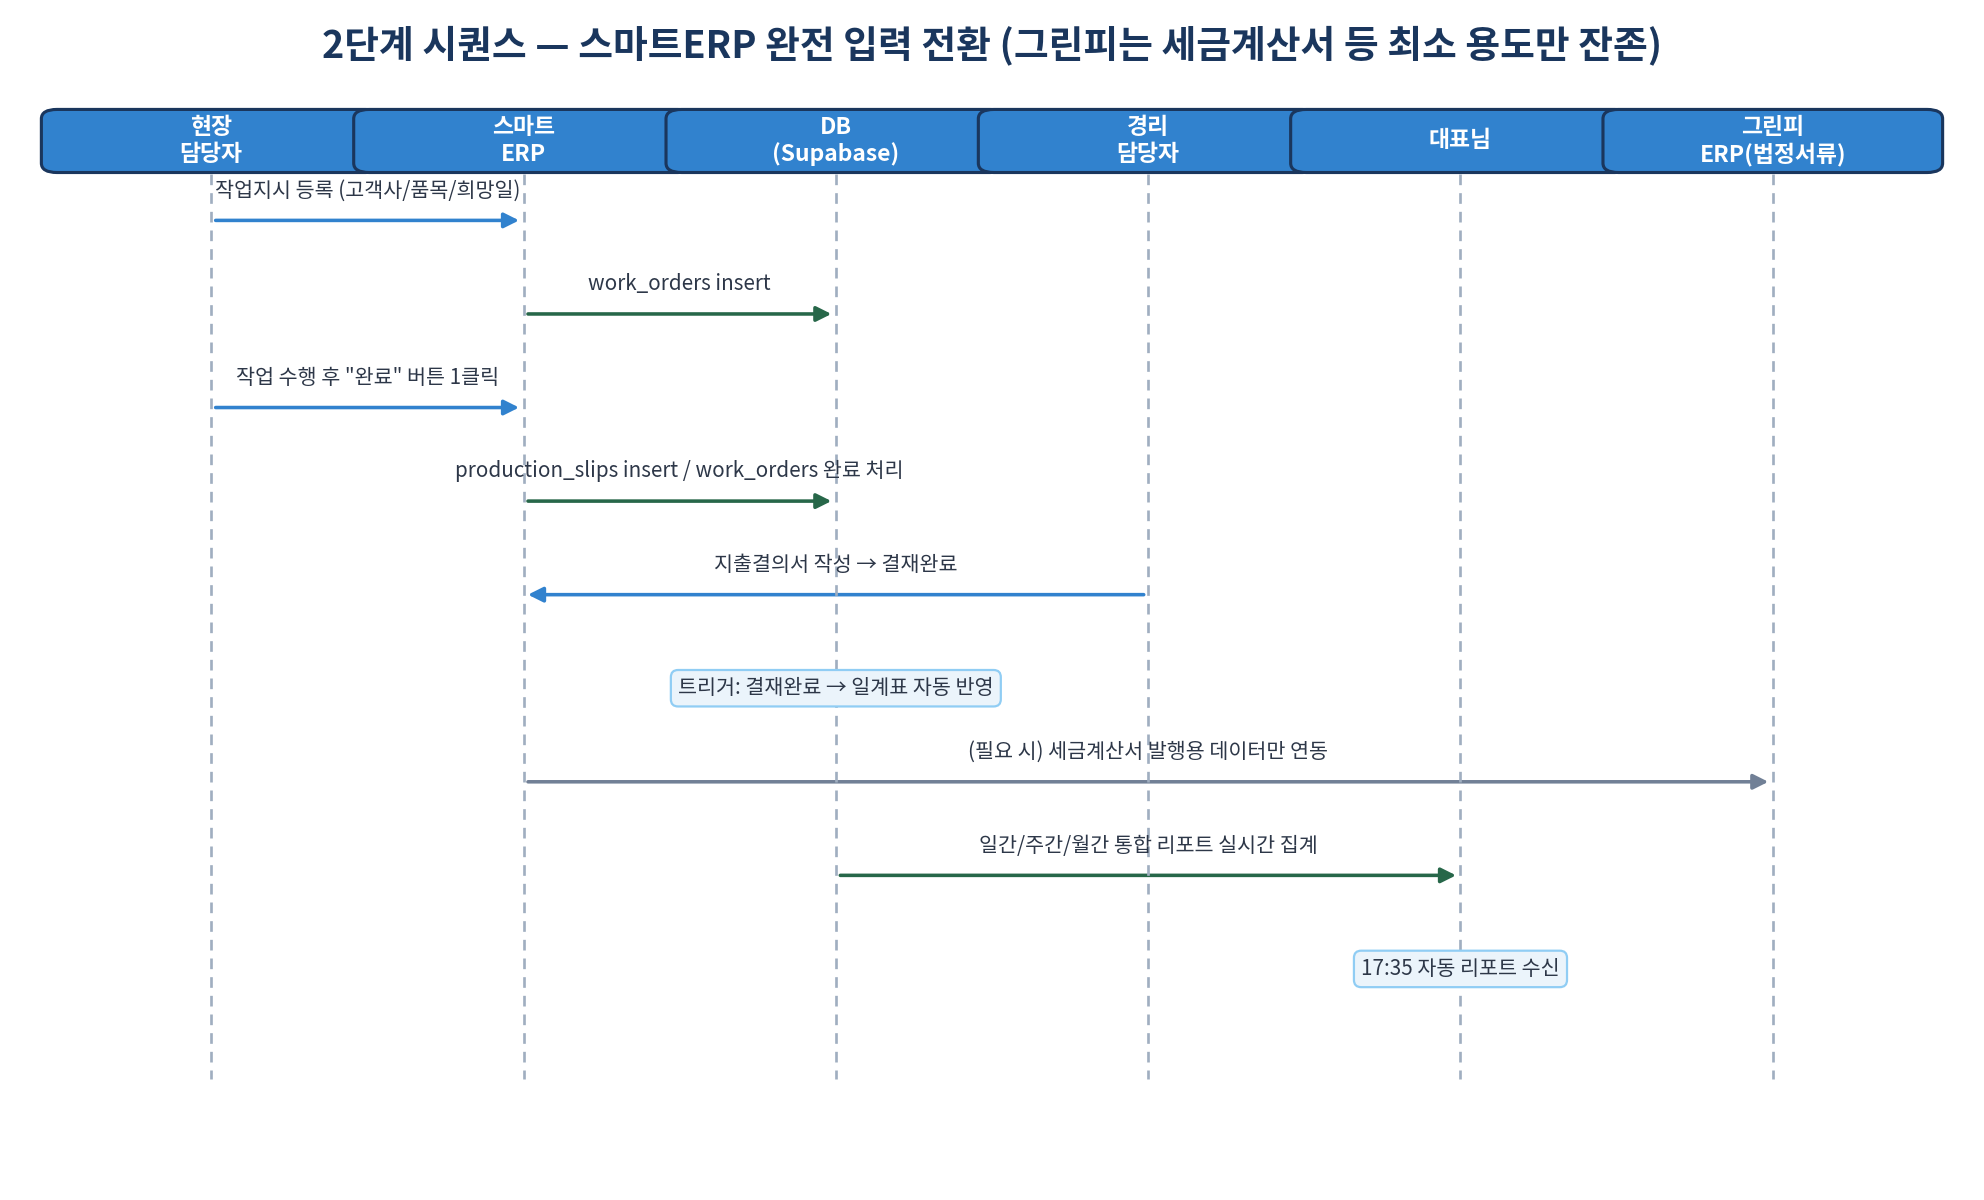 2단계 시퀀스 — 스마트ERP 완전 입력 전환 (그린피는 세금계산서 등 최소 용도만 잔존)
현장
담당자
스마트
ERP
DB
(Supabase)
경리
담당자
대표님
그린피
ERP(법정서류)
작업지시 등록 (고객사/품목/희망일)
work_orders insert
작업 수행 후 "완료" 버튼 1클릭
production_slips insert / work_orders 완료 처리
지출결의서 작성 → 결재완료
트리거: 결재완료 → 일계표 자동 반영
(필요 시) 세금계산서 발행용 데이터만 연동
일간/주간/월간 통합 리포트 실시간 집계
17:35 자동 리포트 수신